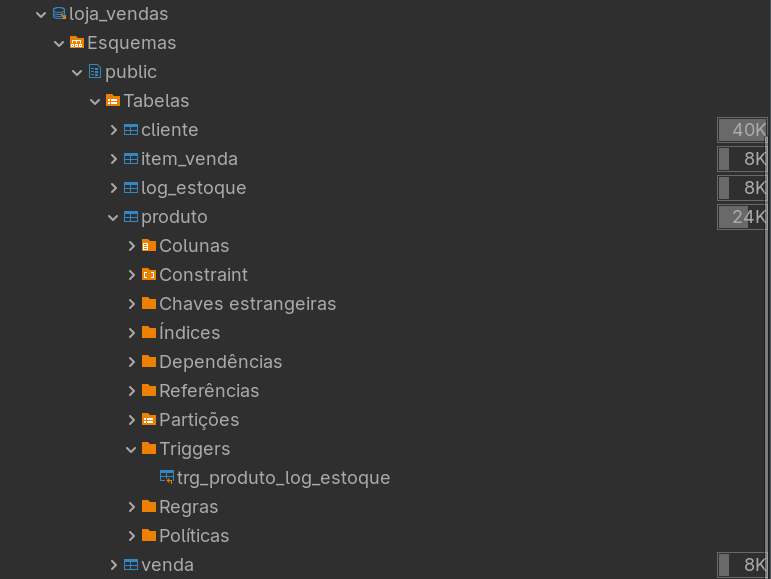 loja_vendas
Esquemas
public
Tabelas
cliente 40K
item_venda 8K
log_estoque 8K
produto 24K
Colunas
Constraint
Chaves estrangeiras
Índices
Dependências
Referências
Partições
Triggers
trg_produto_log_estoque
Regras
Políticas
venda 8K